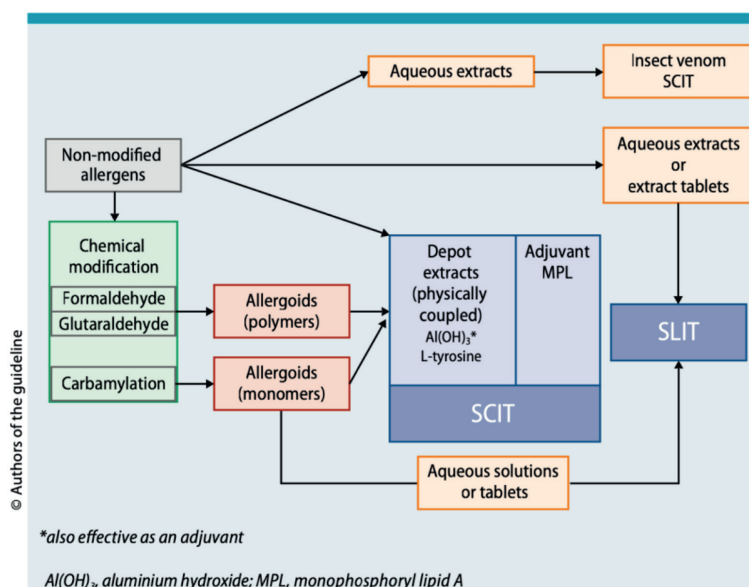 Aqueous extracts
Insect venom
SCIT
Non-modified
allergens
Aqueous extracts
or
extract tablets
Chemical
modification
Formaldehyde
Glutaraldehyde
Carbamylation
Allergoids
(polymers)
Allergoids
(monomers)
Depot
extracts
(physically
coupled)
Al(OH)₃*
L-tyrosine
Adjuvant
MPL
SCIT
SLIT
Aqueous solutions
or tablets
© Authors of the guideline
*also effective as an adjuvant
Al(OH)₃, aluminium hydroxide; MPL, monophosphoryl lipid A